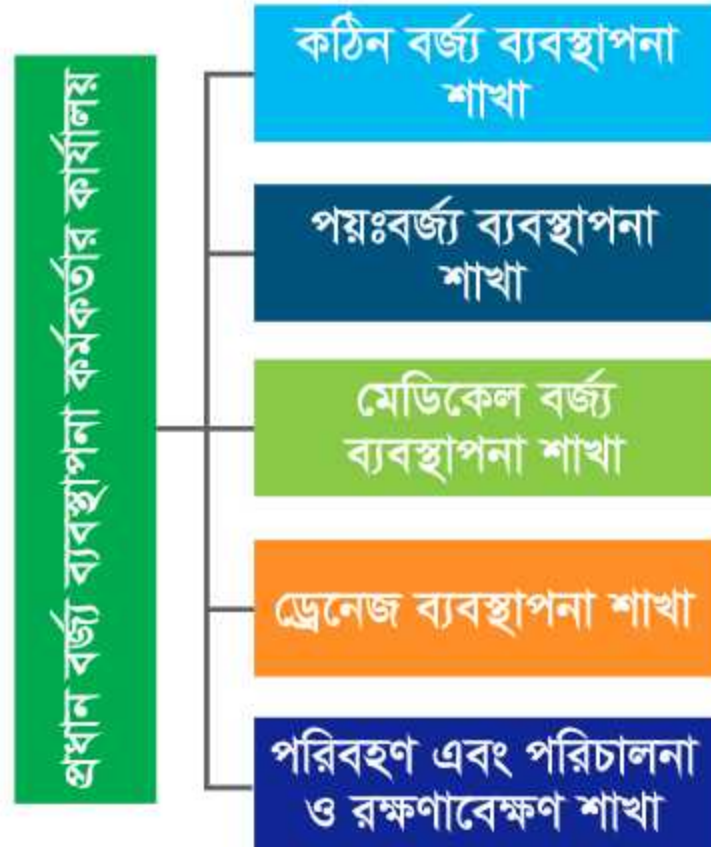 প্রধান বর্জ্য ব্যবস্থাপনা কর্মকর্তার কার্যালয়
কঠিন বর্জ্য ব্যবস্থাপনা
শাখা
পয়ঃবর্জ্য ব্যবস্থাপনা
শাখা
মেডিকেল বর্জ্য
ব্যবস্থাপনা শাখা
ড্রেনেজ ব্যবস্থাপনা শাখা
পরিবহণ এবং পরিচালনা
ও রক্ষণাবেক্ষণ শাখা